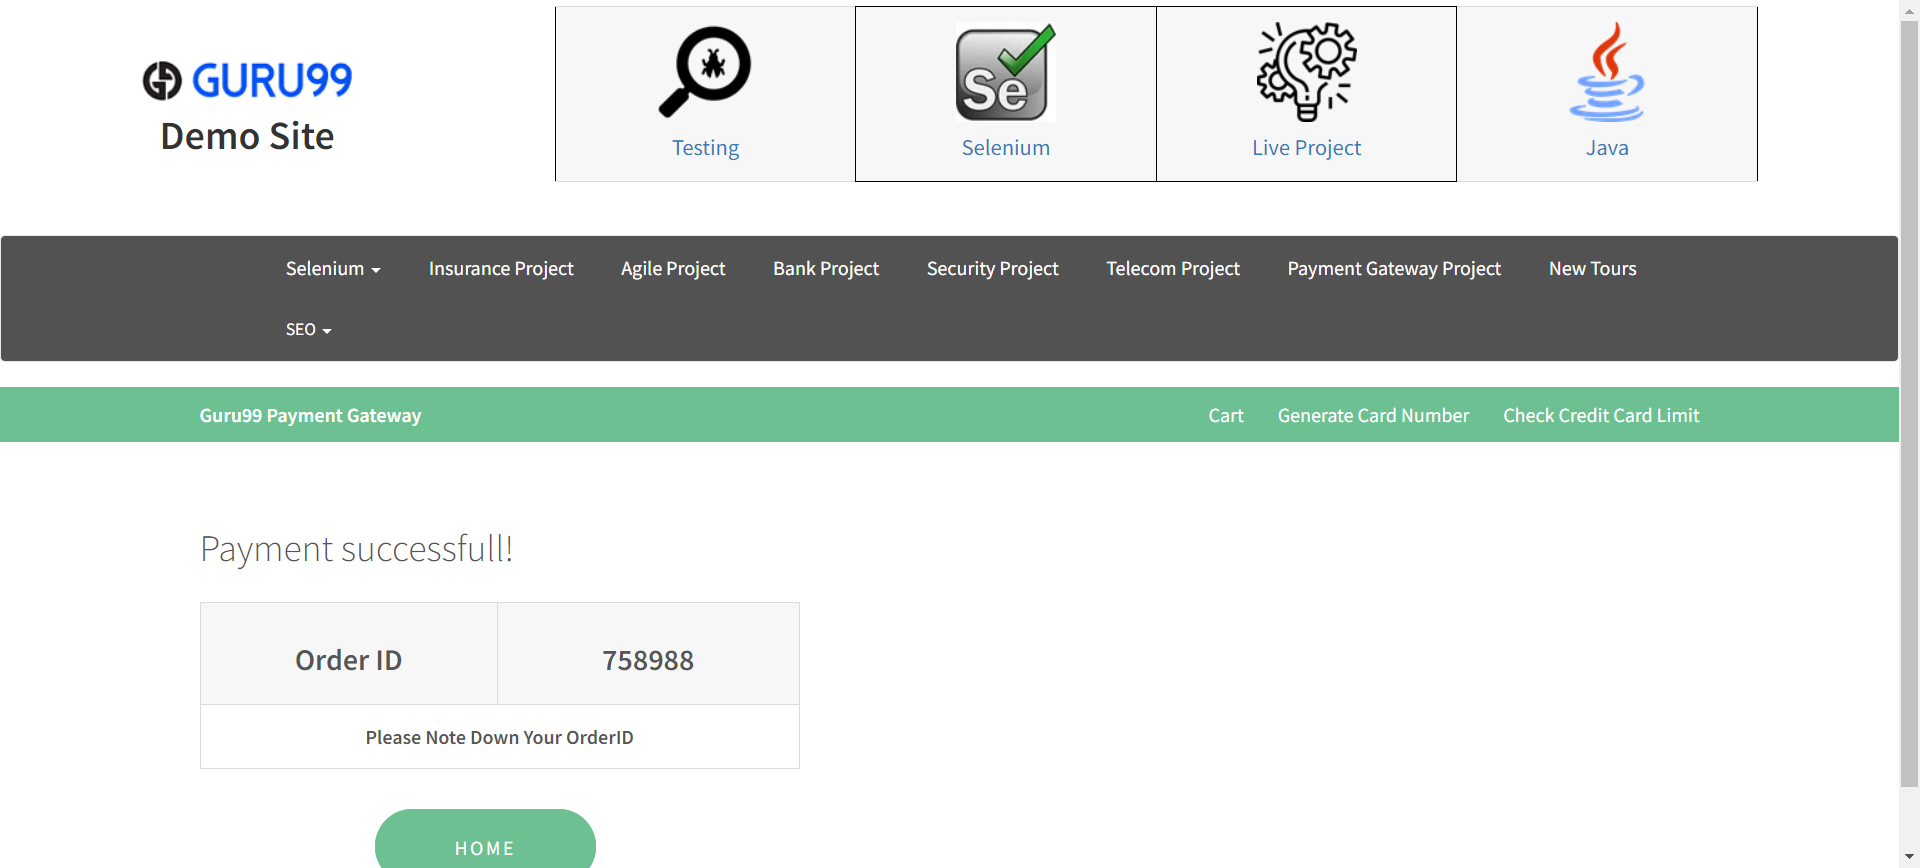 GURU99
Demo Site
Testing
Se
Selenium
Live Project
Java
Selenium
Insurance Project
Agile Project
Bank Project
Security Project
Telecom Project
Payment Gateway Project
New Tours
SEO
Guru99 Payment Gateway
Cart
Generate Card Number
Check Credit Card Limit
Payment successfull!
Order ID
758988
Please Note Down Your OrderID
HOME